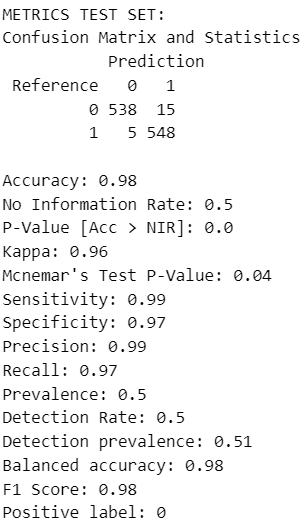 METRICS TEST SET:
Confusion Matrix and Statistics
Prediction
Reference 0 1
0 538 15
1 5 548
Accuracy: 0.98
No Information Rate: 0.5
P-Value [Acc > NIR]: 0.0
Kappa: 0.96
Mcnemar's Test P-Value: 0.04
Sensitivity: 0.99
Specificity: 0.97
Precision: 0.99
Recall: 0.97
Prevalence: 0.5
Detection Rate: 0.5
Detection prevalence: 0.51
Balanced accuracy: 0.98
F1 Score: 0.98
Positive label: 0